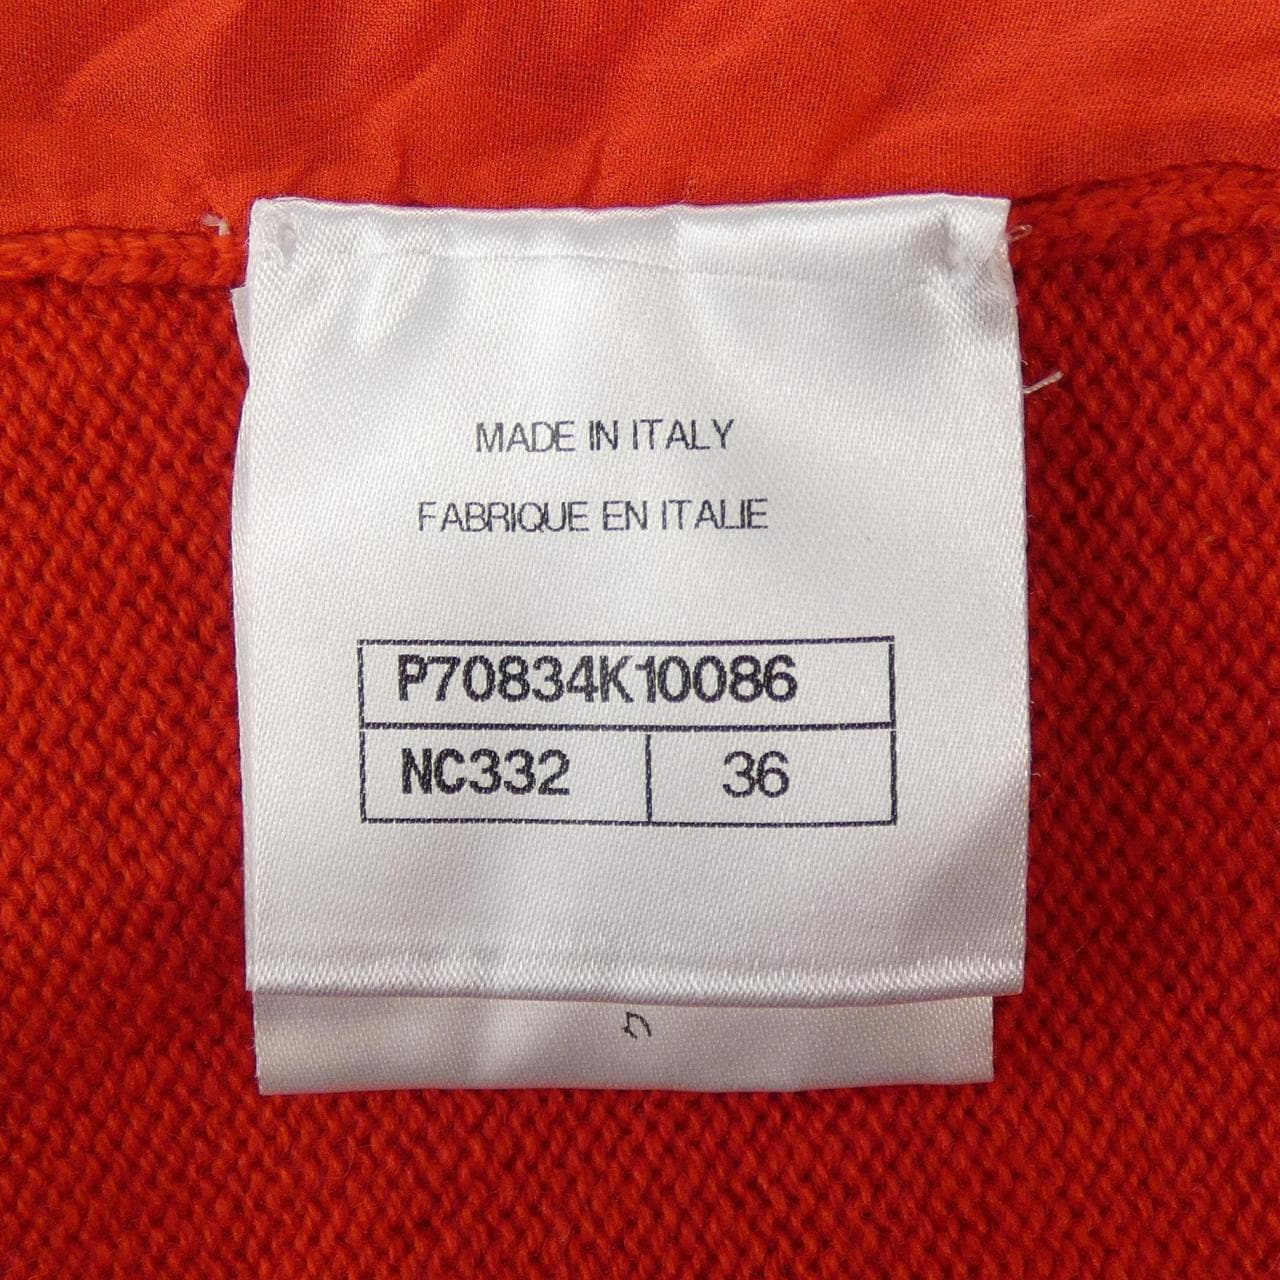 MADE IN ITALY
FABRIQUE EN ITALIE
P70834K10086
NC332 36